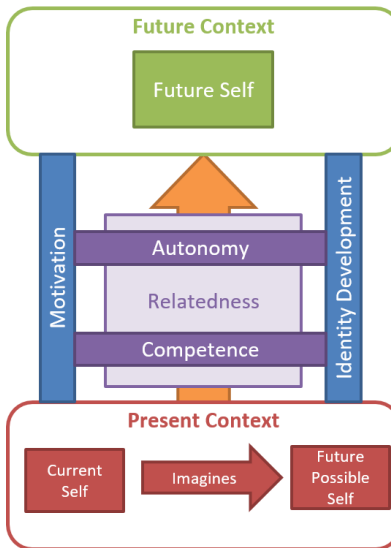 Future Context
Future Self
Motivation
Identity Development
Autonomy
Relatedness
Competence
Present Context
Current
Self
Imagines
Future
Possible
Self